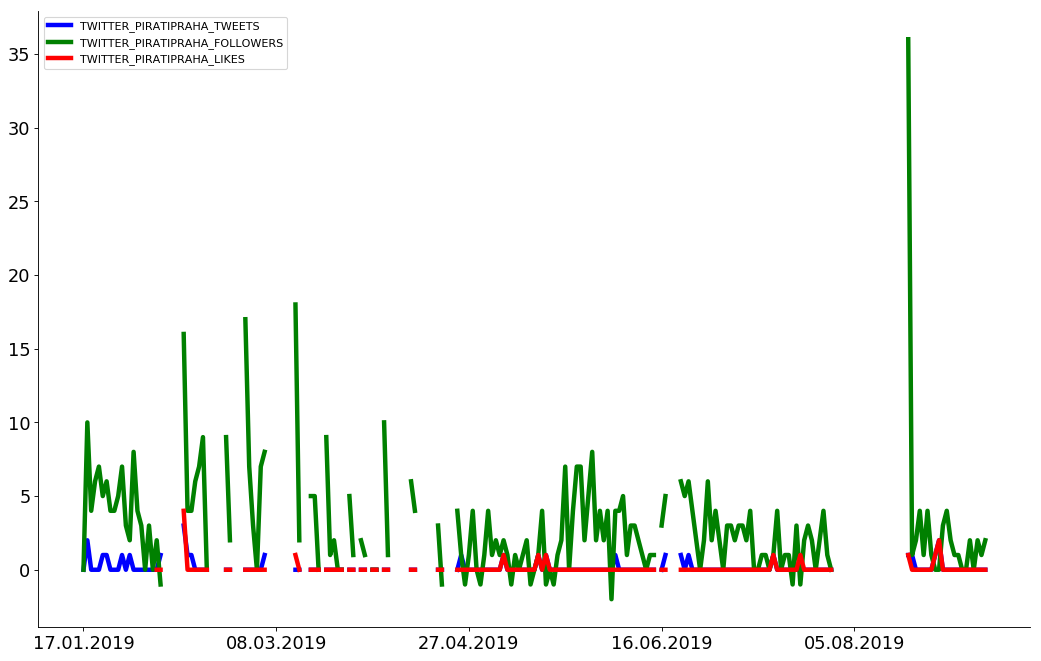 TWITTER_PIRATIPRAHA_TWEETS
TWITTER_PIRATIPRAHA_FOLLOWERS
TWITTER_PIRATIPRAHA_LIKES
35
30
25
20
15
10
5
0
17.01.2019 08.03.2019 27.04.2019 16.06.2019 05.08.2019